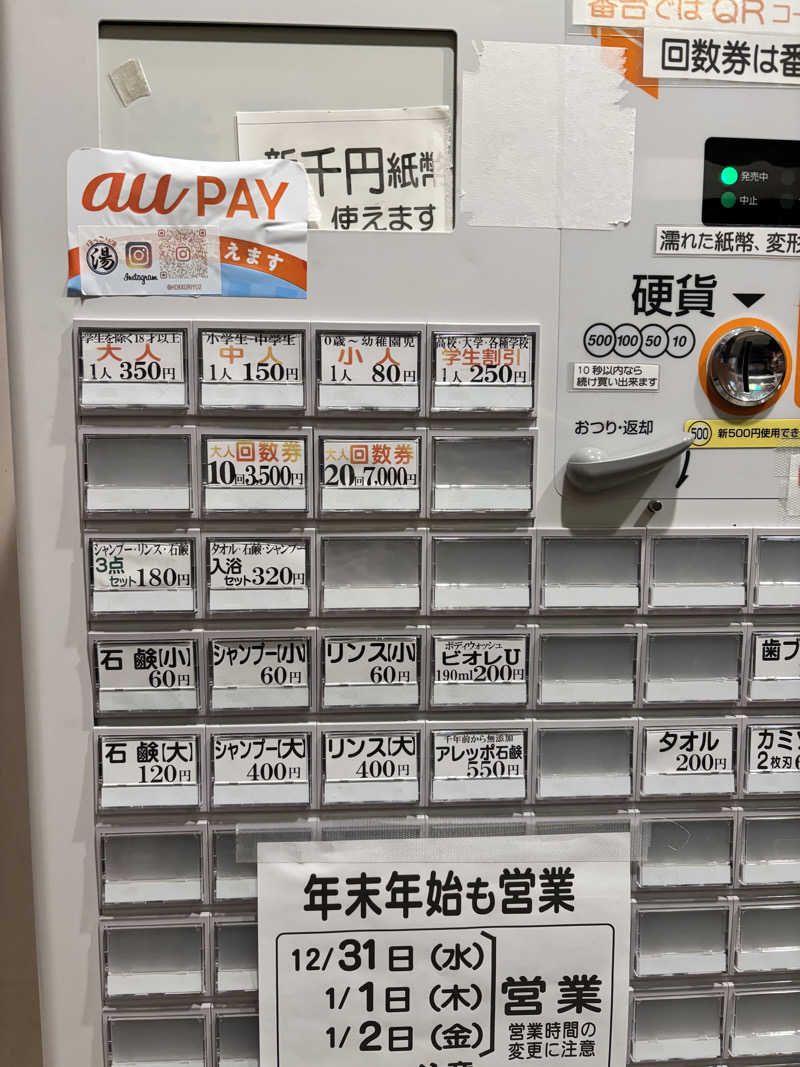 番台ではQRコー
回数券は番
新千円紙幣
使えます
au PAY
えます
湯
Instagram
発売中
中止
濡れた紙幣、変形
硬貨
500 100 50 10
10秒以内なら
続け買い出来ます
おつり・返却
500 新500円使用でき
学生を除く18才以上
大人
1人 350円
小学生~中学生
中人
1人 150円
0歳~幼稚園児
小人
1人 80円
高校・大学・各種学校
学生割引
1人 250円
大人回数券
10回3,500円
大人回数券
20回7,000円
シャンプー・リンス・石鹸
3点
セット180円
タオル・石鹸・シャンプー
入浴
セット320円
石鹸[小]
60円
シャンプー[小]
60円
リンス[小]
60円
ボディウォッシュ
ビオレU
190ml200円
歯ブ
石鹸[大]
120円
シャンプー[大]
400円
リンス[大]
400円
千年前から無添加
アレッポ石鹸
550円
タオル
200円
カミソ
2枚刃6
年末年始も営業
12/31日(水)
1/1日(木)
1/2日(金)
営業
営業時間の
変更に注意